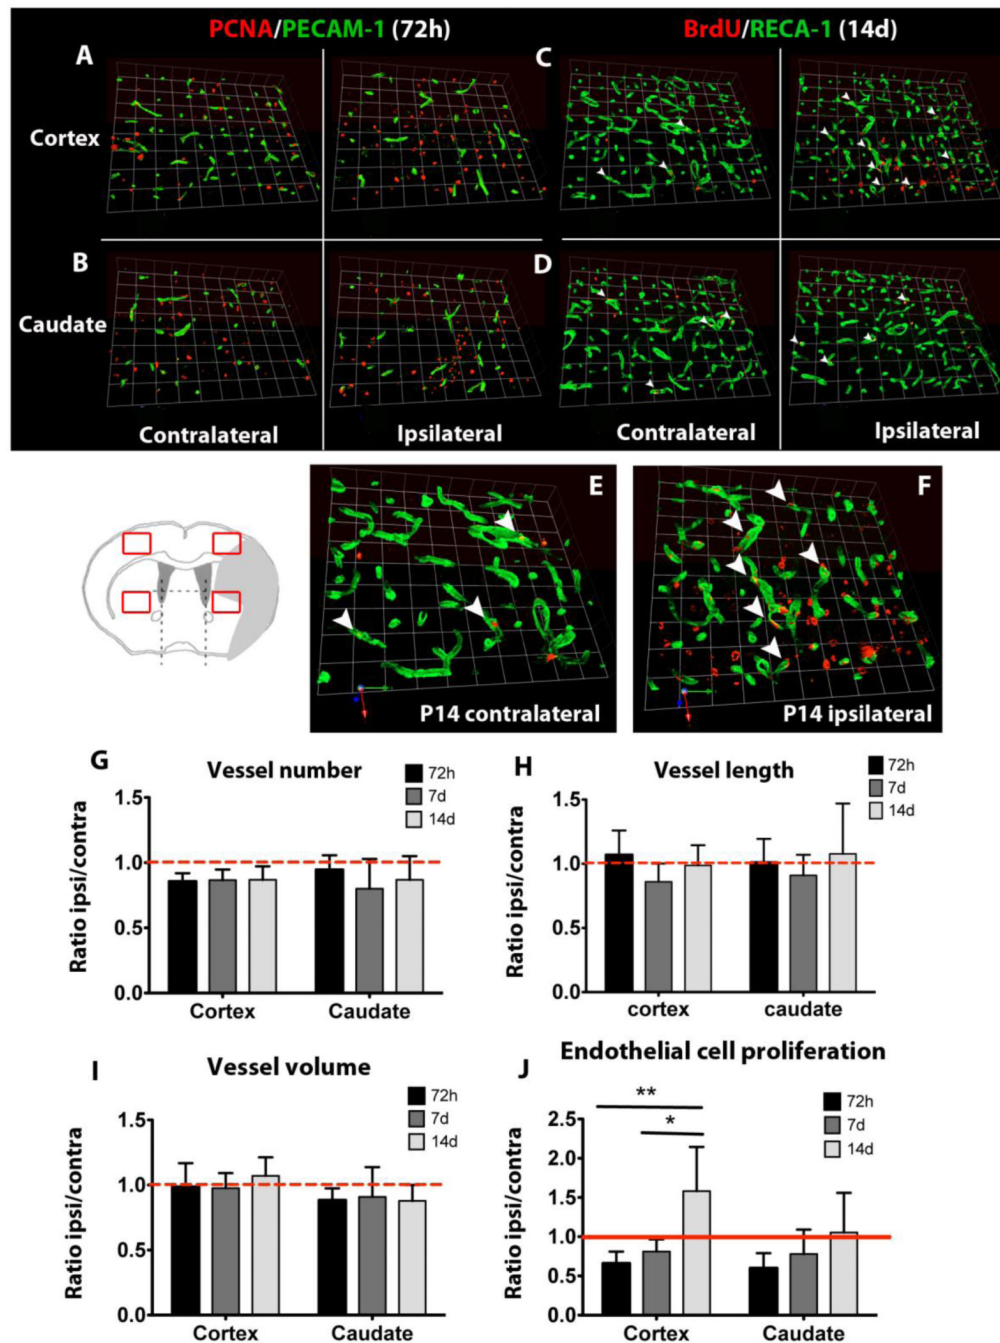 PCNA/PECAM-1 (72h)
BrdU/RECA-1 (14d)
A
C
Cortex
B
D
Caudate
Contralateral
Ipsilateral
Contralateral
Ipsilateral
E
P14 contralateral
F
P14 ipsilateral
G
Vessel number
72h
7d
14d
Ratio ipsi/contra
1.5
1.0
0.5
0.0
Cortex
Caudate
H
Vessel length
72h
7d
14d
Ratio ipsi/contra
1.5
1.0
0.5
0.0
cortex
caudate
I
Vessel volume
72h
7d
14d
Ratio ipsi/contra
1.5
1.0
0.5
0.0
Cortex
Caudate
J
Endothelial cell proliferation
72h
7d
14d
**
*
Ratio ipsi/contra
2.5
2.0
1.5
1.0
0.5
0.0
Cortex
Caudate